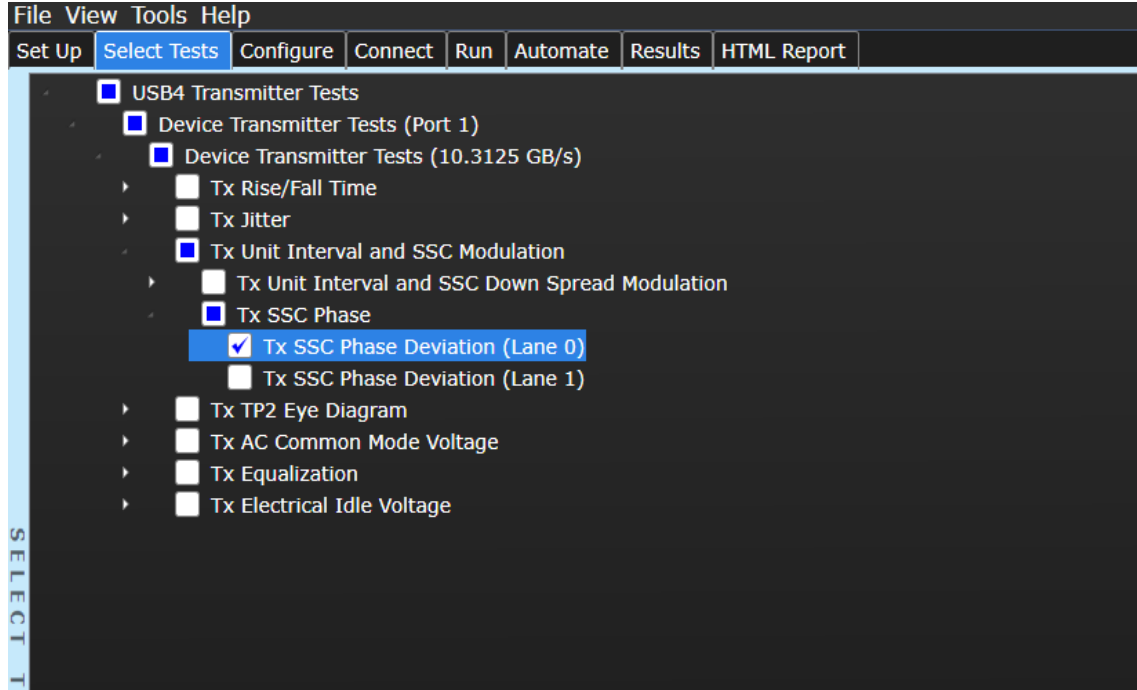 File View Tools Help
Set Up Select Tests Configure Connect Run Automate Results HTML Report
USB4 Transmitter Tests
Device Transmitter Tests (Port 1)
Device Transmitter Tests (10.3125 GB/s)
Tx Rise/Fall Time
Tx Jitter
Tx Unit Interval and SSC Modulation
Tx Unit Interval and SSC Down Spread Modulation
Tx SSC Phase
Tx SSC Phase Deviation (Lane 0)
Tx SSC Phase Deviation (Lane 1)
Tx TP2 Eye Diagram
Tx AC Common Mode Voltage
Tx Equalization
Tx Electrical Idle Voltage
SELECT T